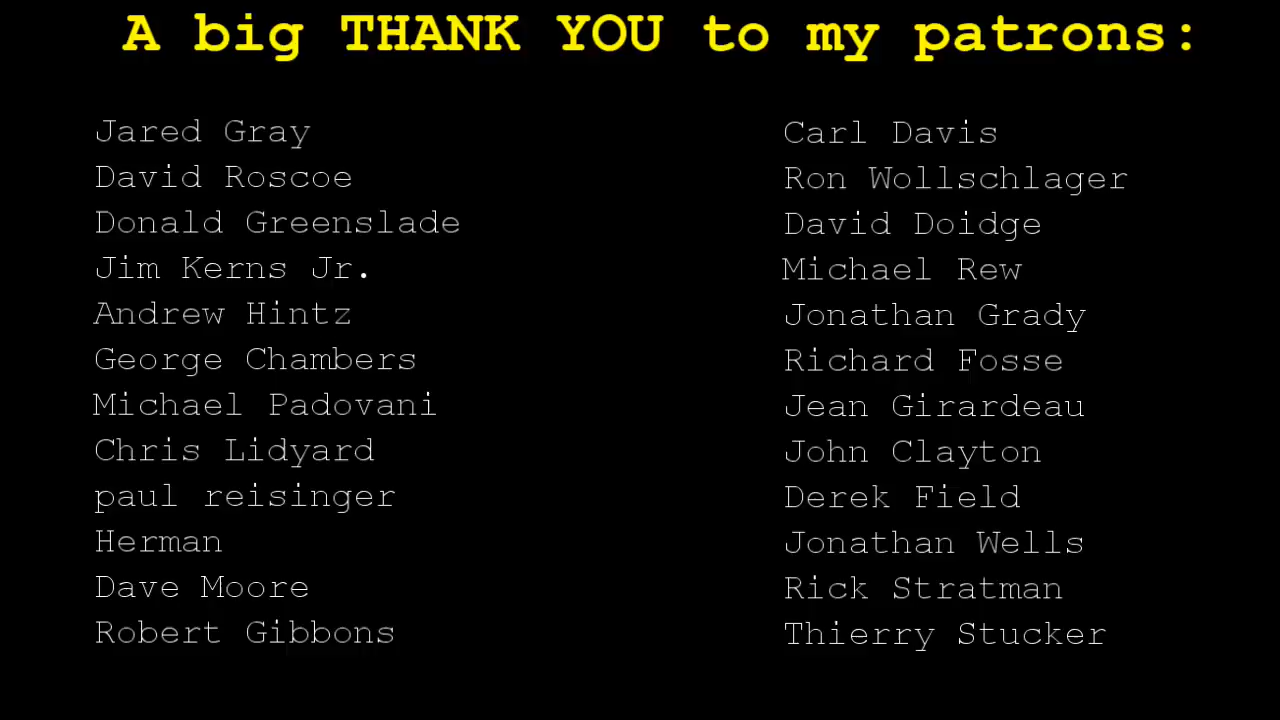 A big THANK YOU to my patrons:
Jared Gray
David Roscoe
Donald Greenslade
Jim Kerns Jr.
Andrew Hintz
George Chambers
Michael Padovani
Chris Lidyard
paul reisinger
Herman
Dave Moore
Robert Gibbons
Carl Davis
Ron Wollschlager
David Doidge
Michael Rew
Jonathan Grady
Richard Fosse
Jean Girardeau
John Clayton
Derek Field
Jonathan Wells
Rick Stratman
Thierry Stucker